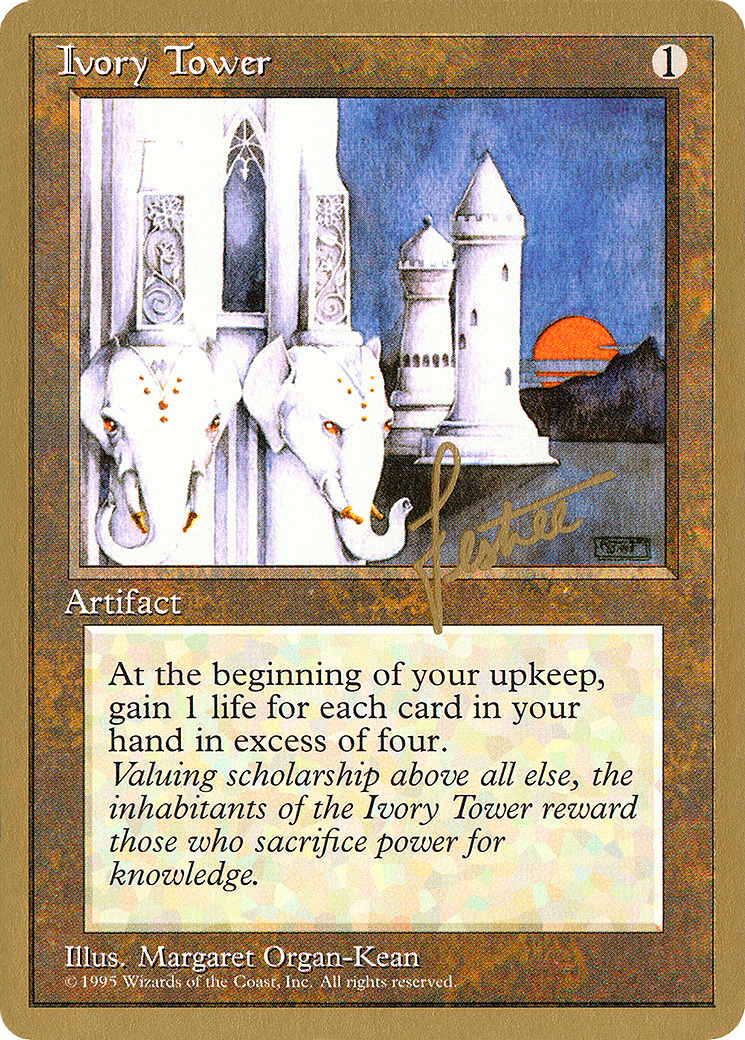 Ivory Tower 1
Artifact
At the beginning of your upkeep,
gain 1 life for each card in your
hand in excess of four.
Valuing scholarship above all else, the
inhabitants of the Ivory Tower reward
those who sacrifice power for
knowledge.
Illus. Margaret Organ-Kean
© 1995 Wizards of the Coast, Inc. All rights reserved.